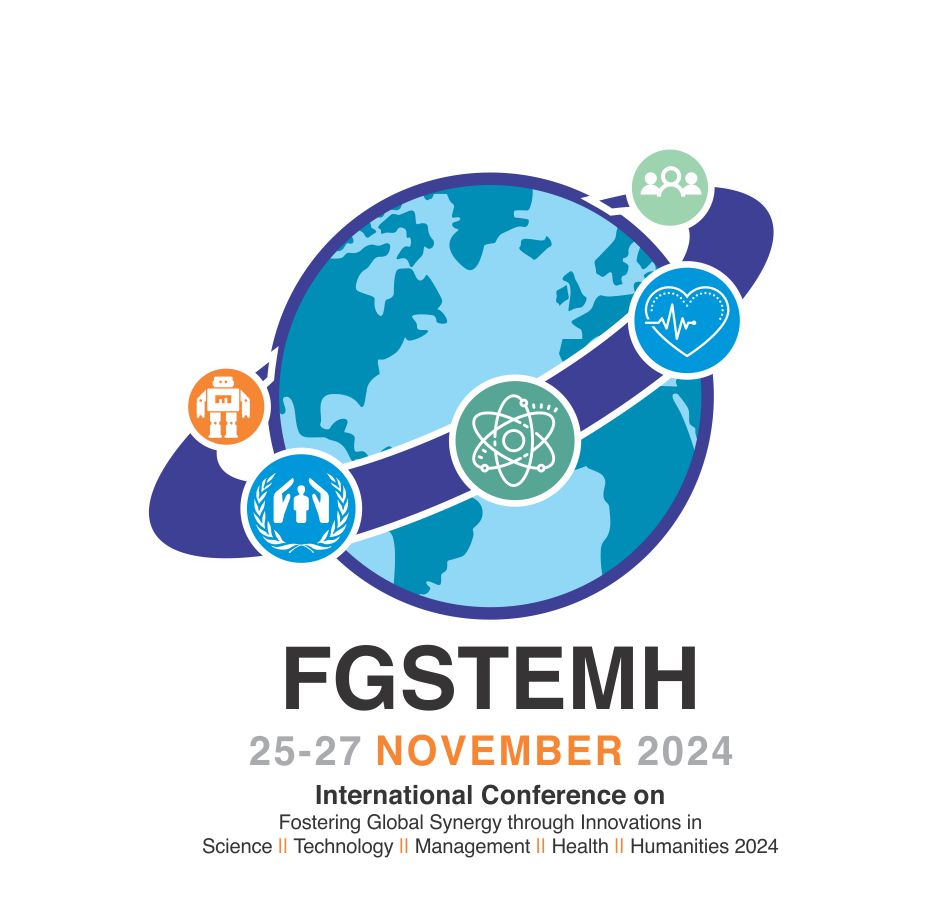 FGSTEMH
25-27 NOVEMBER 2024
International Conference on
Fostering Global Synergy through Innovations in
Science || Technology || Management || Health || Humanities 2024